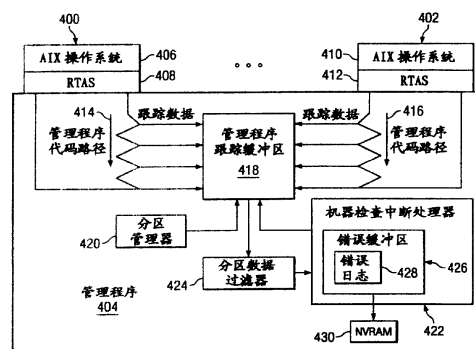 400
402
AIX 操作系统
406
RTAS
408
410
AIX 操作系统
412
RTAS
414
跟踪数据
跟踪数据
416
管理程序
代码路径
管理程序
跟踪缓冲区
418
管理程序
代码路径
420
分区
管理器
424
分区数据
过滤器
机器检查中断处理器
错误缓冲区
错误
日志
428
426
422
管理程序
404
430
NVRAM